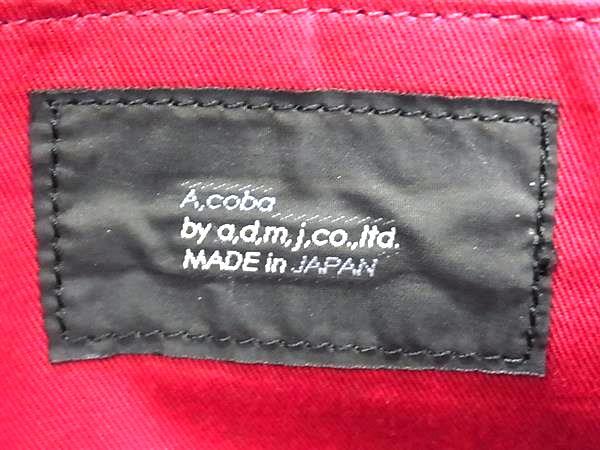 A,coba
by a,d,m,j,co.,ltd.
MADE in JAPAN